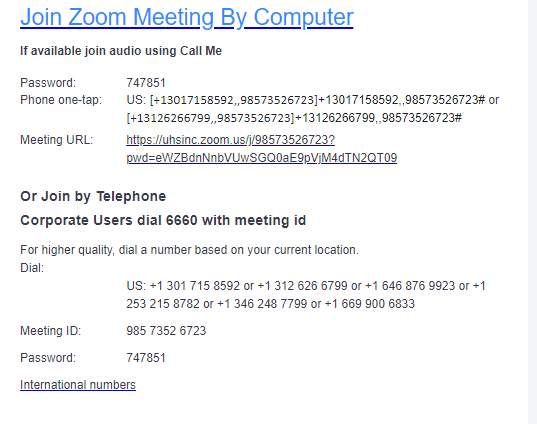 Join Zoom Meeting By Computer
If available join audio using Call Me
Password: 747851
Phone one-tap: US: [+13017158592,,98573526723]+13017158592,,98573526723# or
[+13126266799,,98573526723]+13126266799,,98573526723#
Meeting URL: https://uhsinc.zoom.us/j/98573526723?
pwd=eWZBdnNnbVUwSGQ0aE9pVjM4dTN2QT09
Or Join by Telephone
Corporate Users dial 6660 with meeting id
For higher quality, dial a number based on your current location.
Dial:
US: +1 301 715 8592 or +1 312 626 6799 or +1 646 876 9923 or +1
253 215 8782 or +1 346 248 7799 or +1 669 900 6833
Meeting ID: 985 7352 6723
Password: 747851
International numbers